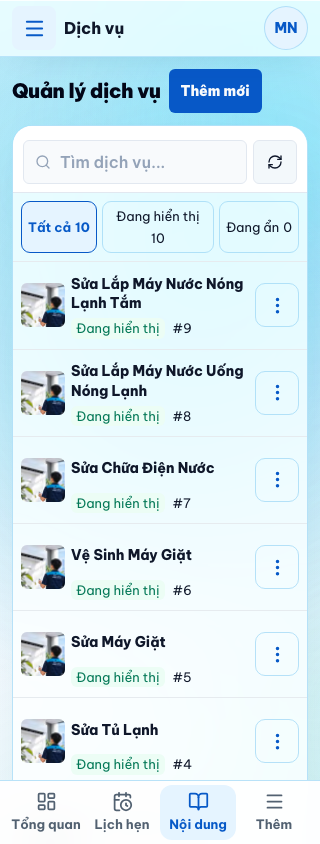 Dịch vụ
MN
Quản lý dịch vụ
Thêm mới
Tìm dịch vụ...
Tất cả 10
Đang hiển thị
10
Đang ẩn 0
Sửa Lắp Máy Nước Nóng
Lạnh Tắm
Đang hiển thị #9
Sửa Lắp Máy Nước Uống
Nóng Lạnh
Đang hiển thị #8
Sửa Chữa Điện Nước
Đang hiển thị #7
Vệ Sinh Máy Giặt
Đang hiển thị #6
Sửa Máy Giặt
Đang hiển thị #5
Sửa Tủ Lạnh
Đang hiển thị #4
Tổng quan
Lịch hẹn
Nội dung
Thêm